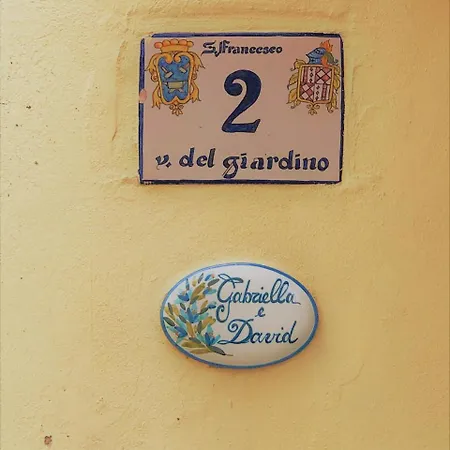 S. Francesco
2
v. del giardino
Gabriella
e
David